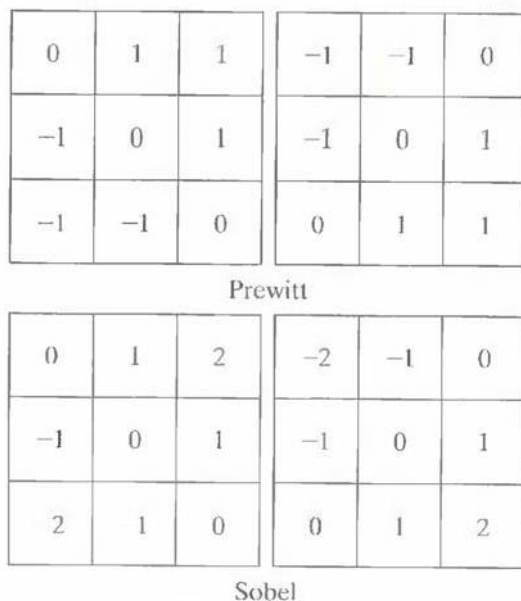 0 1 1 -1 -1 0
-1 0 1 -1 0 1
-1 -1 0 0 1 1
Prewitt
0 1 2 -2 -1 0
-1 0 1 -1 0 1
2 1 0 0 1 2
Sobel